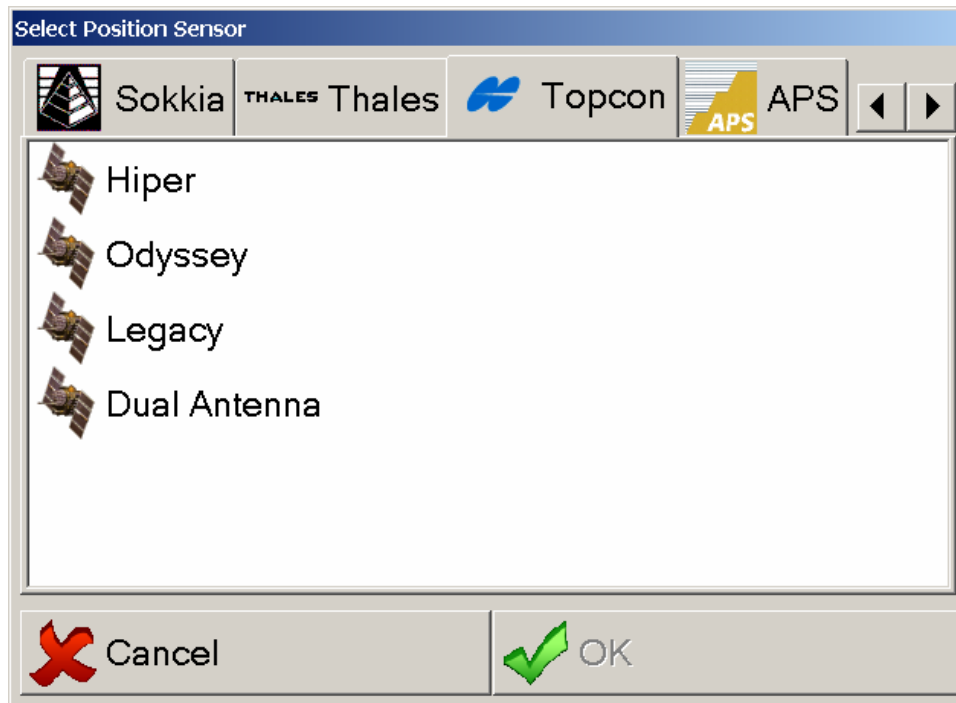 Select Position Sensor
Sokkia THALES Thales Topcon APS APS
Hiper
Odyssey
Legacy
Dual Antenna
Cancel OK